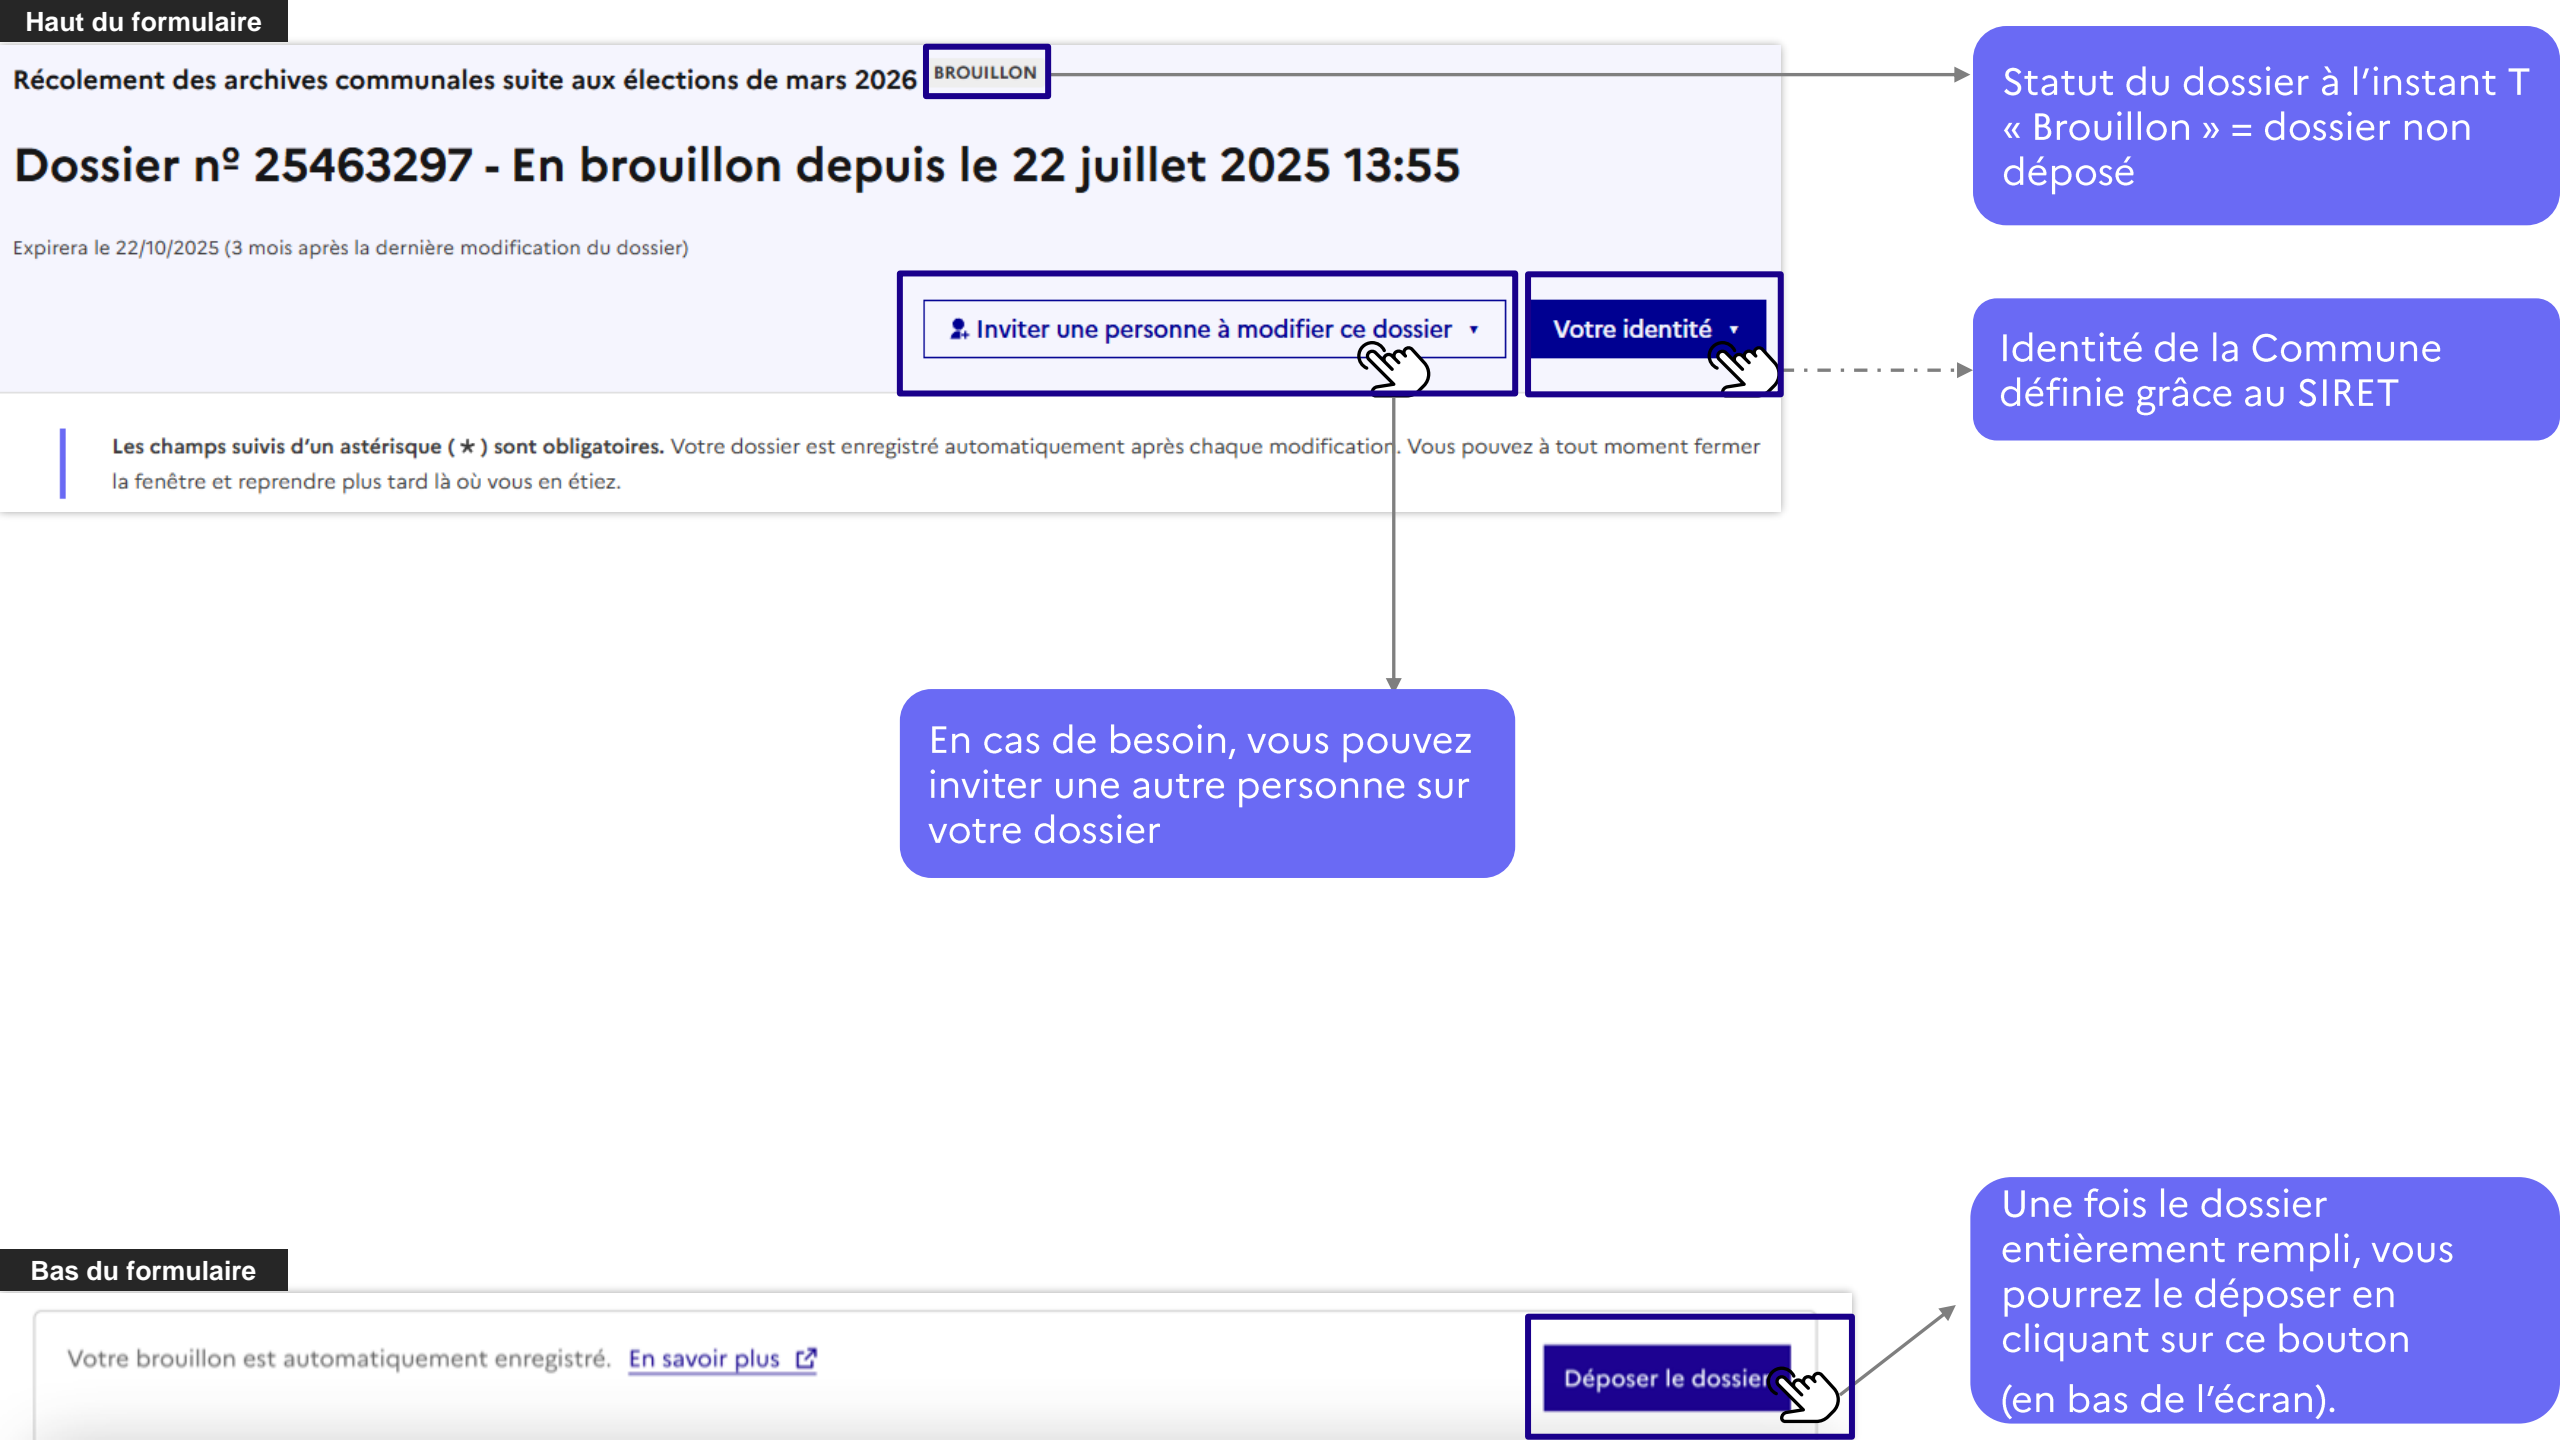 Haut du formulaire
Récolement des archives communales suite aux élections de mars 2026 BROUILLON
Dossier nº 25463297 - En brouillon depuis le 22 juillet 2025 13:55
Expirera le 22/10/2025 (3 mois après la dernière modification du dossier)
Inviter une personne à modifier ce dossier
Votre identité
Les champs suivis d'un astérisque ( * ) sont obligatoires. Votre dossier est enregistré automatiquement après chaque modification. Vous pouvez à tout moment fermer
la fenêtre et reprendre plus tard là où vous en étiez.
Statut du dossier à l'instant T
« Brouillon » = dossier non
déposé
Identité de la Commune
définie grâce au SIRET
En cas de besoin, vous pouvez
inviter une autre personne sur
votre dossier
Bas du formulaire
Votre brouillon est automatiquement enregistré. En savoir plus
Déposer le dossier
Une fois le dossier
entièrement rempli, vous
pourrez le déposer en
cliquant sur ce bouton
(en bas de l'écran).